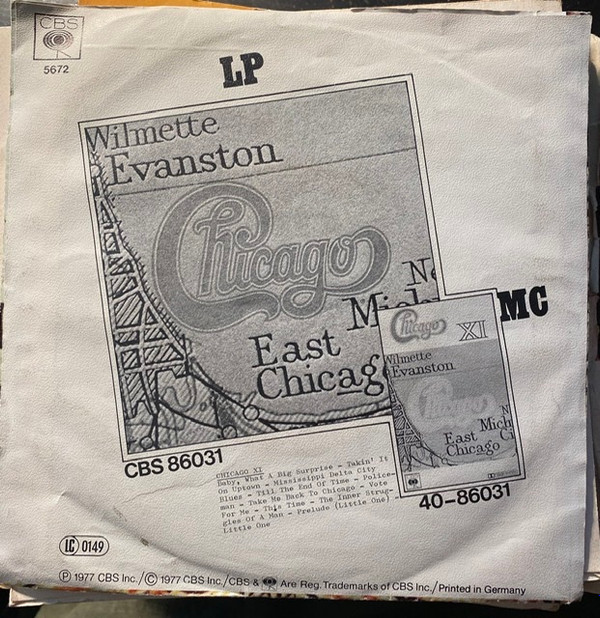 CBS
5672
LP
Wilmette
Evanston
Chicago
East
Chicag
MC
Chicago
XI
Wilmette
Evanston
Chicago
Mich
East
Chicago
CBS 86031
40-86031
CHICAGO XI
Baby, What A Big Surprise - Takin' It
On Uptown - Mississippi Delta City
Blues - Till The End Of Time - Police-
man - Take Me Back To Chicago - Vote
For Me - This Time - The Inner Strug-
gles Of A Man - Prelude (Little One) -
Little One
LC 0149
Ⓟ 1977 CBS Inc./Ⓒ 1977 CBS Inc./CBS & Are Reg. Trademarks of CBS Inc./Printed in Germany